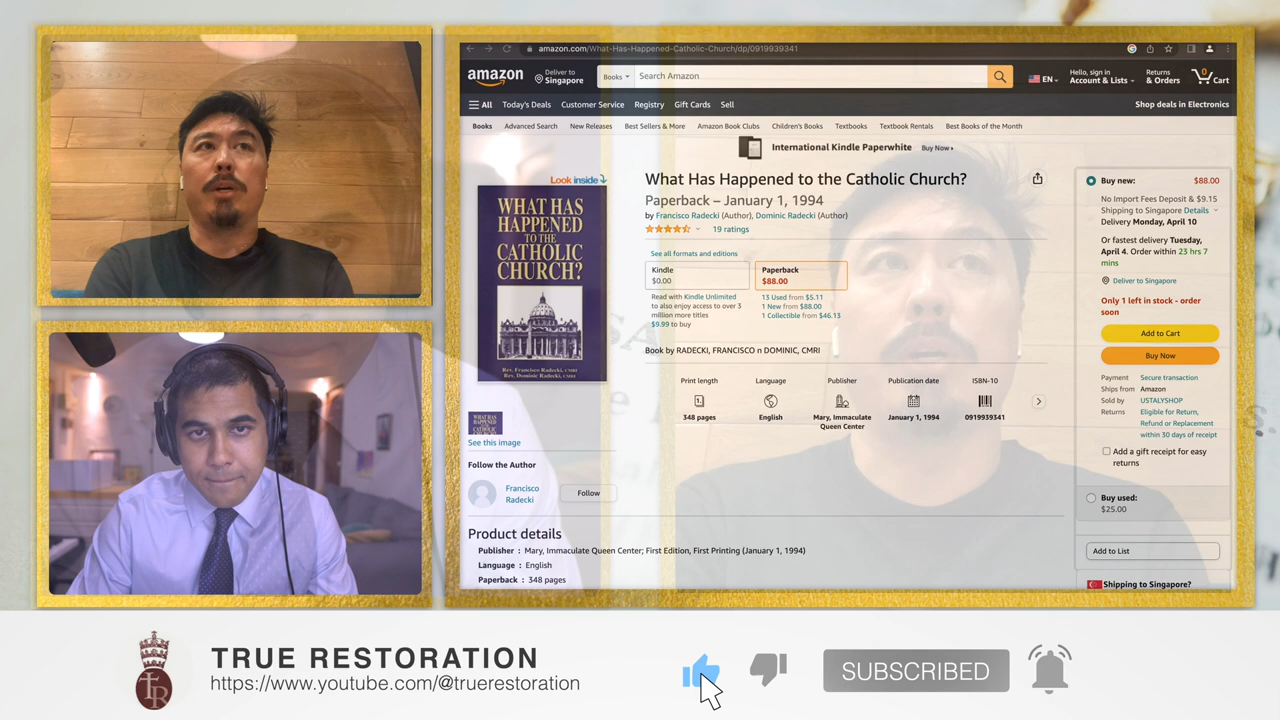 amazon.com/What-Has-Happened-Catholic-Church/dp/0919939341
amazon
Deliver to
Singapore
Books
Search Amazon
EN
Hello, sign in
Account & Lists
Returns
& Orders
0
Cart
All
Today's Deals
Customer Service
Registry
Gift Cards
Sell
Shop deals in Electronics
Books
Advanced Search
New Releases
Best Sellers & More
Amazon Book Clubs
Children's Books
Textbooks
Textbook Rentals
Best Books of the Month
International Kindle Paperwhite
Buy Now
Look inside
WHAT HAS
HAPPENED
TO THE
CATHOLIC
CHURCH?
Rev. Francisco Radecki, CMRI
Rev. Dominic Radecki, CMRI
See this image
Follow the Author
Francisco
Radecki
Follow
What Has Happened to the Catholic Church?
Paperback – January 1, 1994
by Francisco Radecki (Author), Dominic Radecki (Author)
19 ratings
See all formats and editions
Kindle
$0.00
Read with Kindle Unlimited
to also enjoy access to over 3
million more titles
$9.99 to buy
Paperback
$88.00
13 Used from $5.11
1 New from $88.00
1 Collectible from $46.13
Book by RADECKI, FRANCISCO n DOMINIC, CMRI
Print length
348 pages
Language
English
Publisher
Mary, Immaculate
Queen Center
Publication date
January 1, 1994
ISBN-10
0919939341
Product details
Publisher : Mary, Immaculate Queen Center; First Edition, First Printing (January 1, 1994)
Language : English
Paperback : 348 pages
Buy new:
$88.00
No Import Fees Deposit & $9.15
Shipping to Singapore Details
Delivery Monday, April 10
Or fastest delivery Tuesday,
April 4. Order within 23 hrs 7
mins
Deliver to Singapore
Only 1 left in stock - order
soon
Add to Cart
Buy Now
Payment Secure transaction
Ships from Amazon
Sold by USTALYSHOP
Returns Eligible for Return,
Refund or Replacement
within 30 days of receipt
Add a gift receipt for easy
returns
Buy used:
$25.00
Add to List
Shipping to Singapore?
TR
TRUE RESTORATION
https://www.youtube.com/@truerestoration
SUBSCRIBED